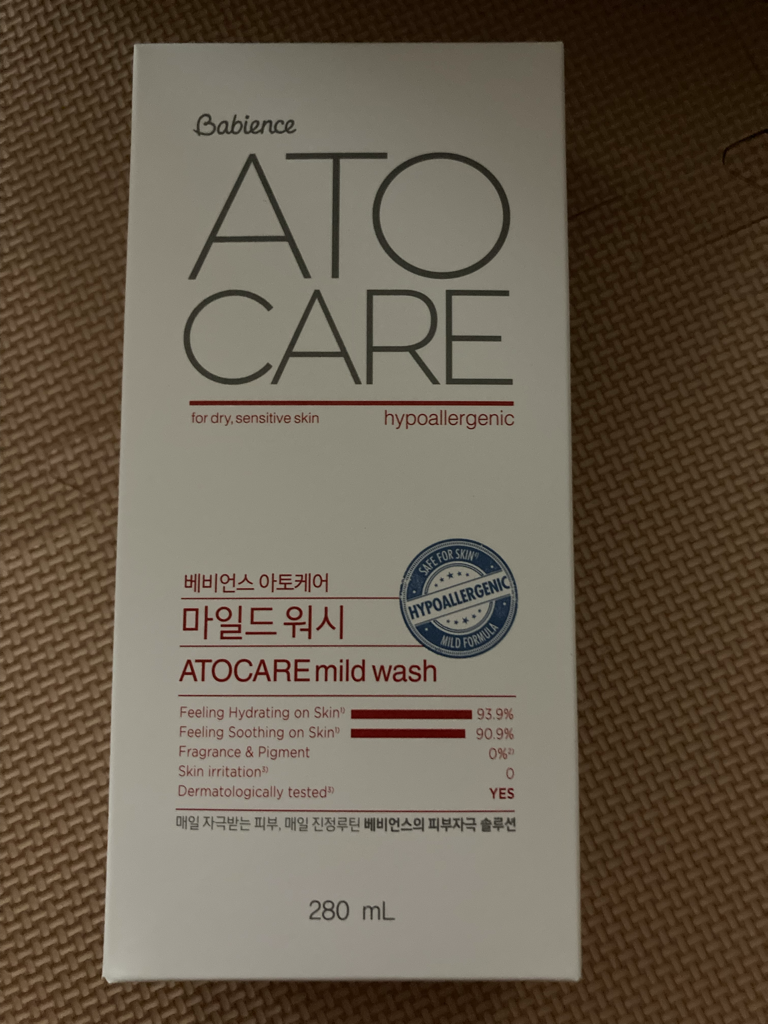 Babience
ATO
CARE
for dry, sensitive skin hypoallergenic
베비언스 아토케어
마일드 워시
ATOCARE mild wash
SAFE FOR SKIN
HYPOALLERGENIC
MILD FORMULA
Feeling Hydrating on Skin¹⁾ 93.9%
Feeling Soothing on Skin¹⁾ 90.9%
Fragrance & Pigment 0%²⁾
Skin irritation³⁾ 0
Dermatologically tested³⁾ YES
매일 자극받는 피부, 매일 진정루틴 베비언스의 피부자극 솔루션
280 mL